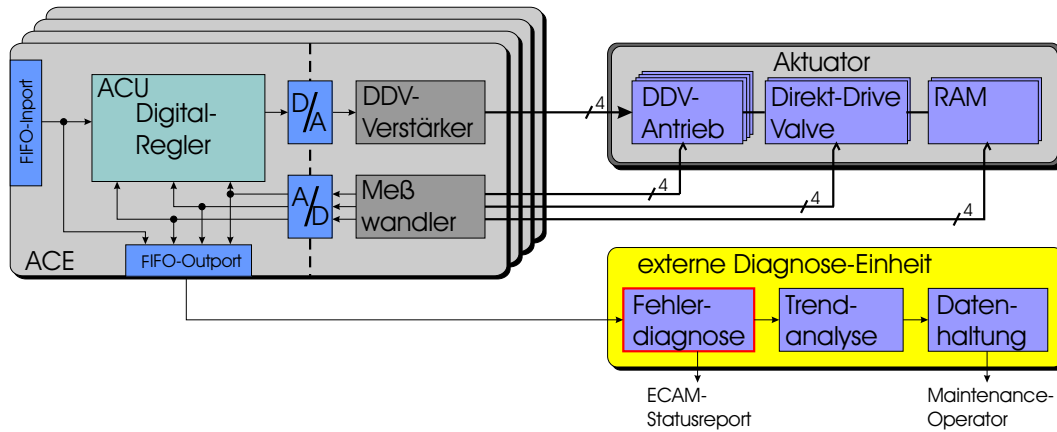 FIFO-Inport
ACU
Digital-
Regler
D/A
DDV-
Verstärker
A/D
Meß
wandler
ACE
FIFO-Outport
4
4
4
4
Aktuator
DDV-
Antrieb
Direkt-Drive
Valve
RAM
externe Diagnose-Einheit
Fehler-
diagnose
Trend-
analyse
Daten-
haltung
ECAM-
Statusreport
Maintenance-
Operator